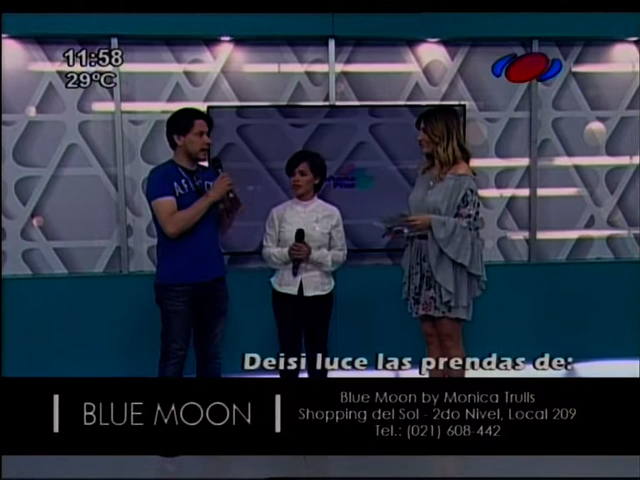 11:58
29°C
Deisi luce las prendas de:
BLUE MOON
Blue Moon by Monica Trulls
Shopping del Sol - 2do Nivel, Local 209
Tel.: (021) 608-442